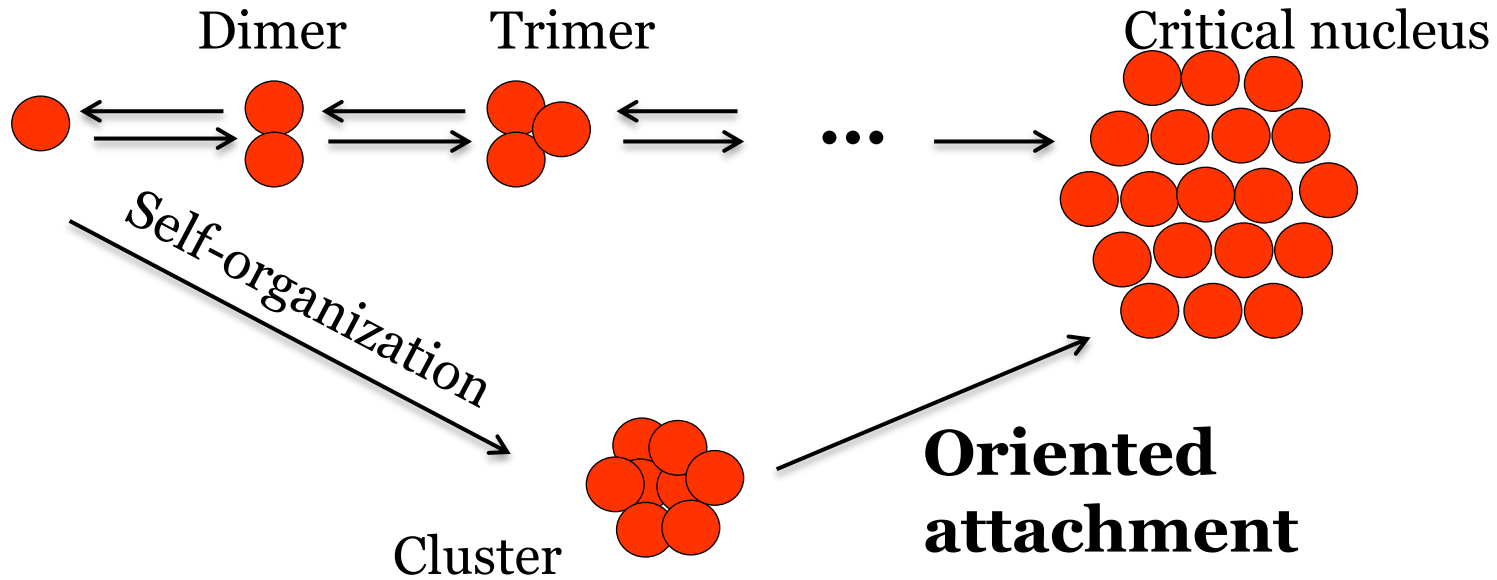 Dimer
Trimer
Critical nucleus
...
Self-organization
Cluster
Oriented
attachment